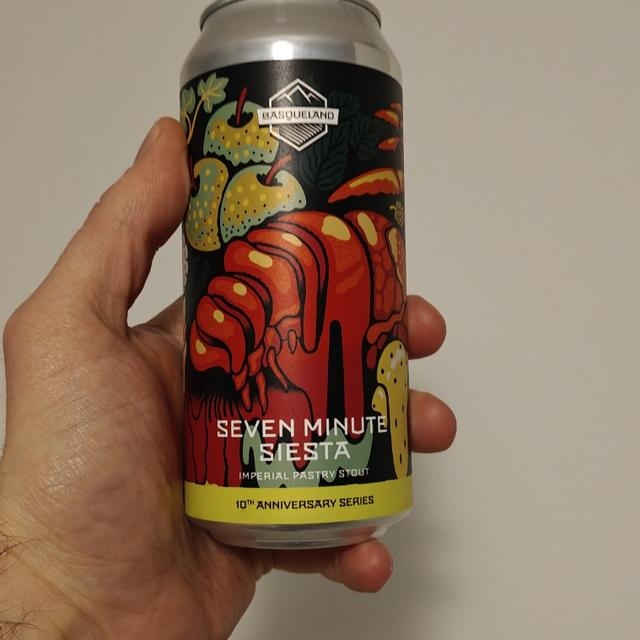 BASQUELAND
SEVEN MINUTE
SIESTA
IMPERIAL PASTRY STOUT
10TH ANNIVERSARY SERIES